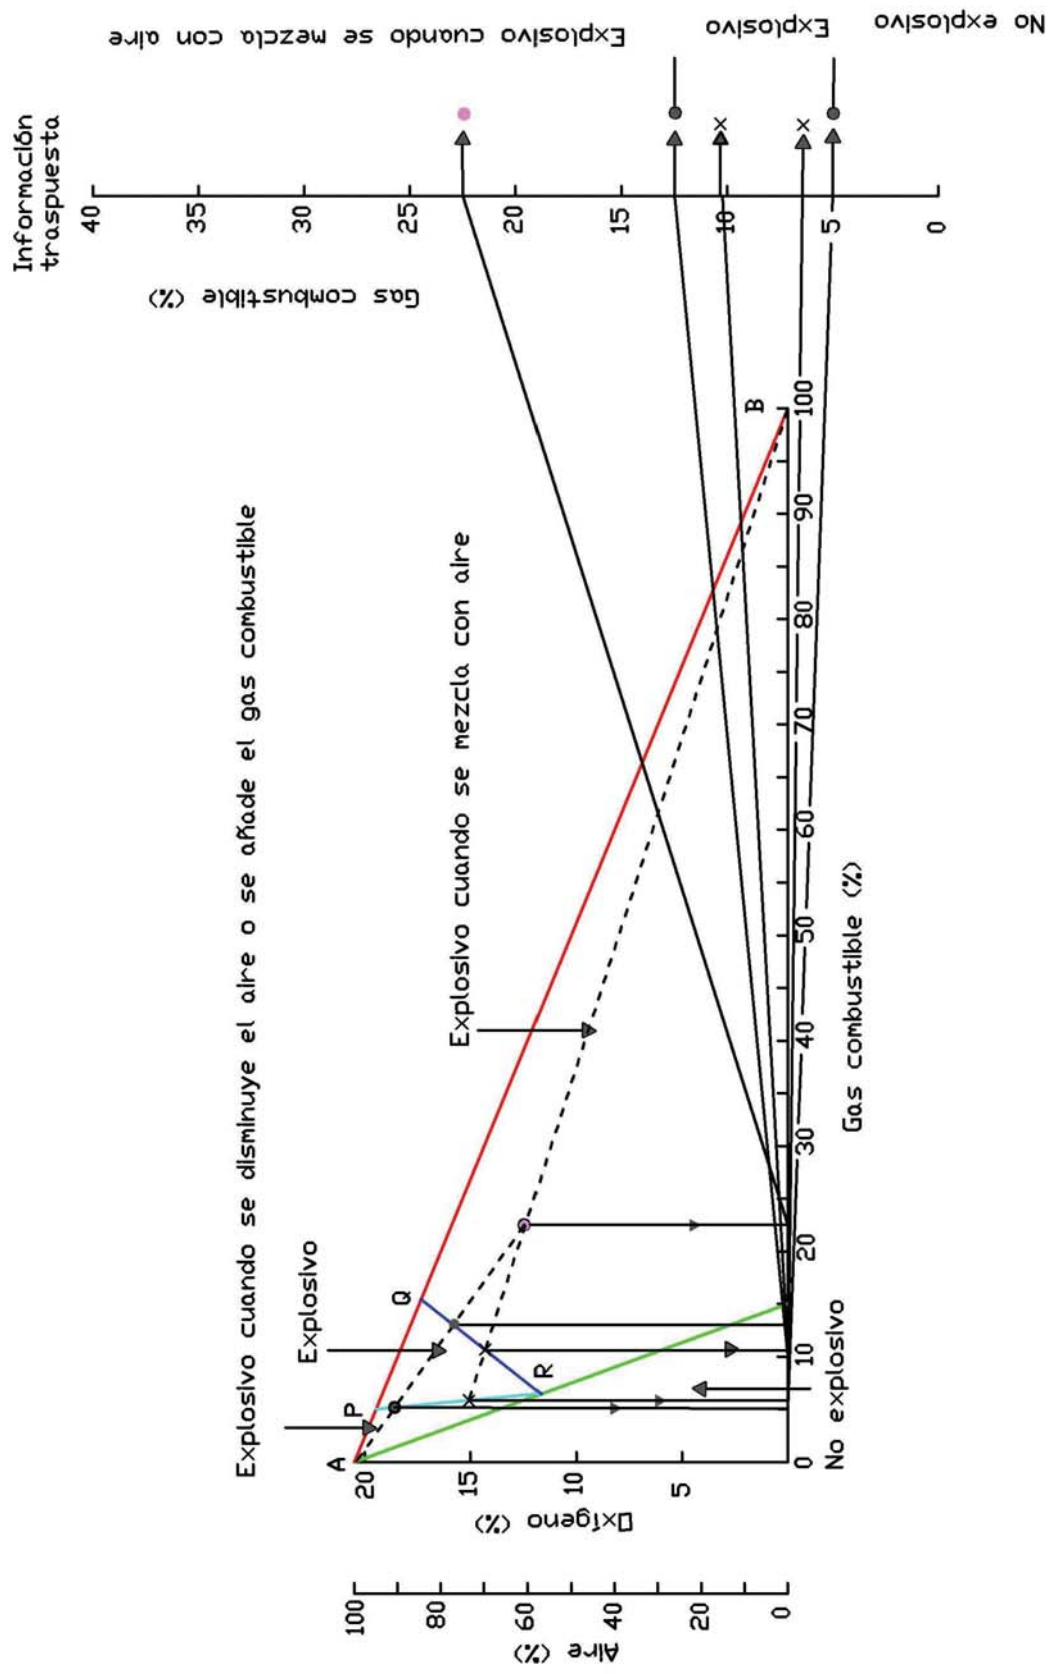 Información
traspuesta
Explosivo cuando se disminuye el aire o se añade el gas combustible
Explosivo
Explosivo cuando se mezcla con aire
Gas combustible (%)
40
35
30
25
20
15
10
5
0
Explosivo cuando se mezcla con aire
Explosivo
No explosivo
A
P
Q
R
B
Aire (%)
100
80
60
40
20
0
Oxígeno (%)
20
15
10
5
0
10
20
30
40
50
60
70
80
90
100
No explosivo
Gas combustible (%)